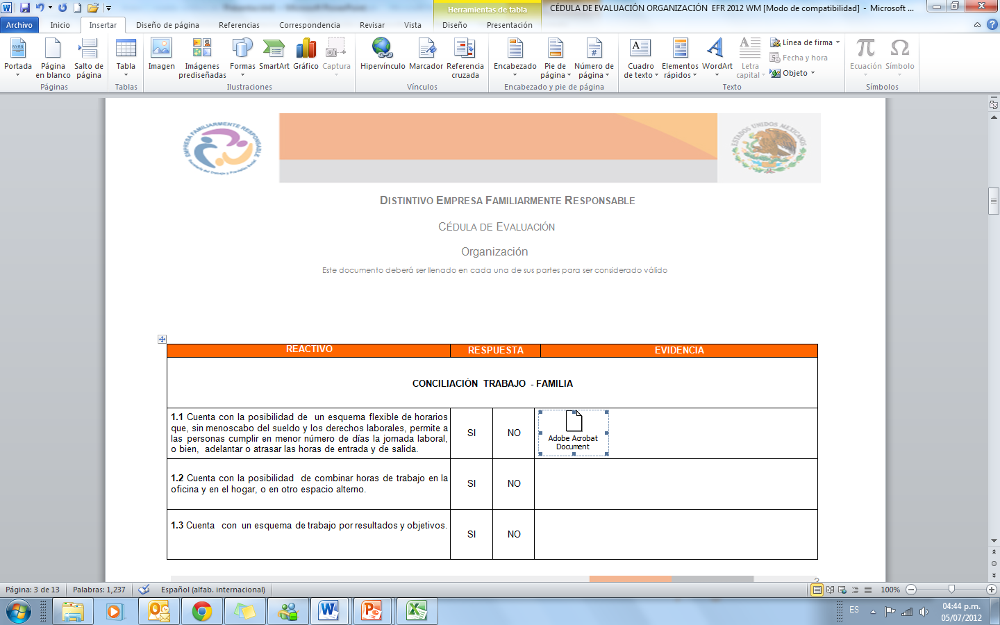 Herramientas de tabla
CÉDULA DE EVALUACIÓN ORGANIZACIÓN EFR 2012 WM [Modo de compatibilidad] - Microsoft ...
Archivo Inicio Insertar Diseño de página Referencias Correspondencia Revisar Vista Diseño Presentación
Portada Página en blanco Salto de página
Páginas
Tabla
Tablas
Imagen Imágenes prediseñadas Formas SmartArt Gráfico Captura
Ilustraciones
Hipervínculo Marcador Referencia cruzada
Vínculos
Encabezado Pie de página Número de página
Encabezado y pie de página
Cuadro de texto Elementos rápidos WordArt Letra capital
Línea de firma
Fecha y hora
Objeto
Texto
Ecuación Símbolo
Símbolos
EMPRESA FAMILIARMENTE RESPONSABLE
Secretaría del Trabajo y Previsión Social
ESTADOS UNIDOS MEXICANOS
DISTINTIVO EMPRESA FAMILIARMENTE RESPONSABLE
CÉDULA DE EVALUACIÓN
Organización
Este documento deberá ser llenado en cada una de sus partes para ser considerado válido
REACTIVO RESPUESTA EVIDENCIA
CONCILIACIÓN TRABAJO - FAMILIA
1.1 Cuenta con la posibilidad de un esquema flexible de horarios
que, sin menoscabo del sueldo y los derechos laborales, permite a
las personas cumplir en menor número de días la jornada laboral,
o bien, adelantar o atrasar las horas de entrada y de salida.
SI NO
Adobe Acrobat
Document
1.2 Cuenta con la posibilidad de combinar horas de trabajo en la
oficina y en el hogar, o en otro espacio alterno.
SI NO
1.3 Cuenta con un esquema de trabajo por resultados y objetivos.
SI NO
Página: 3 de 13 Palabras: 1,237 Español (alfab. internacional) 100%
ES
04:44 p.m.
05/07/2012